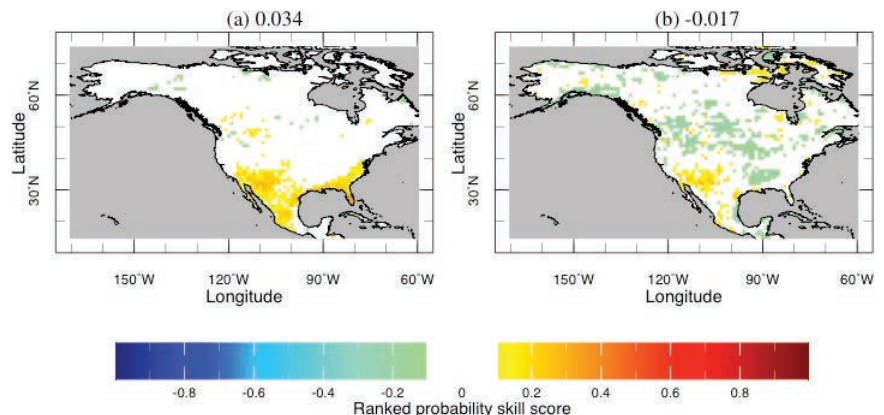 (a) 0.034
(b) -0.017
Latitude
60°N
30°N
Latitude
60°N
30°N
150°W 120°W 90°W 60°W
Longitude
150°W 120°W 90°W 60°W
Longitude
-0.8 -0.6 -0.4 -0.2 0 0.2 0.4 0.6 0.8
Ranked probability skill score